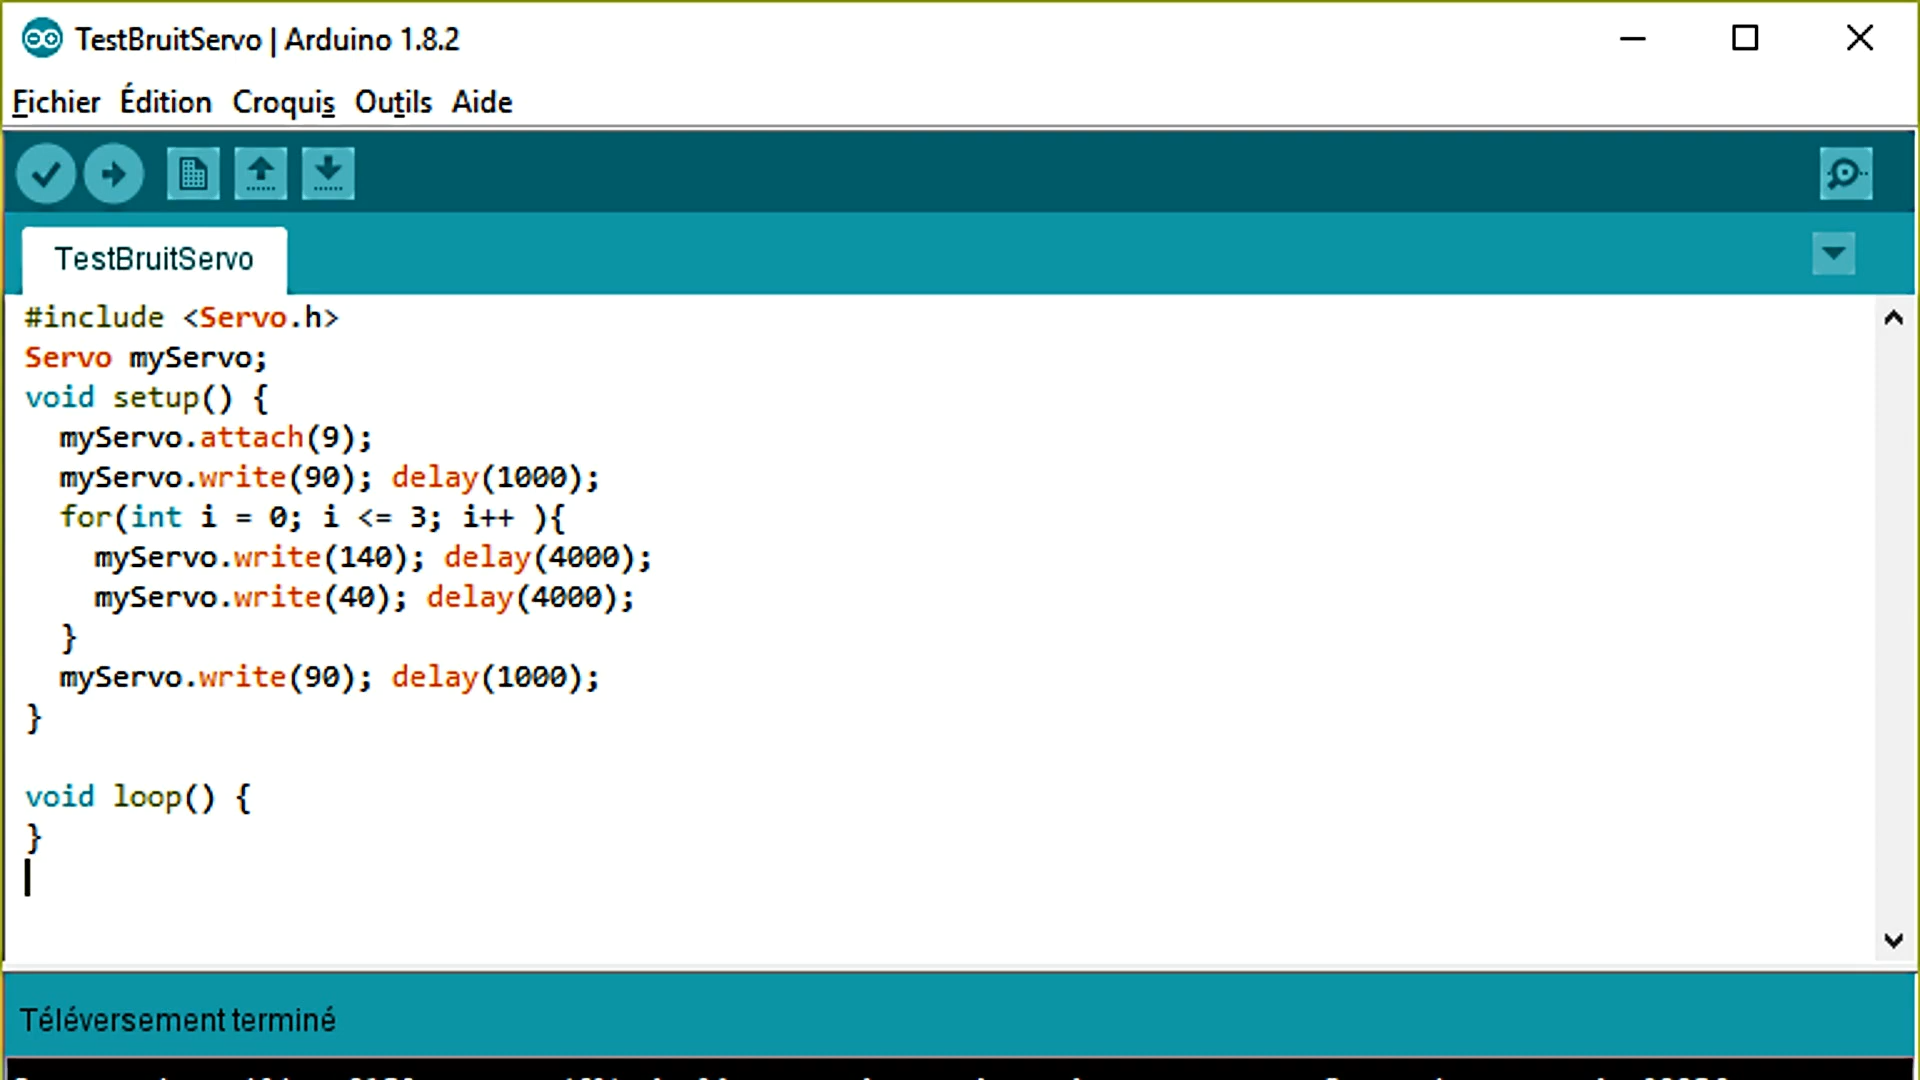 TestBruitServo | Arduino 1.8.2
Fichier Édition Croquis Outils Aide
TestBruitServo
#include <Servo.h>
Servo myServo;
void setup() {
  myServo.attach(9);
  myServo.write(90); delay(1000);
  for(int i = 0; i <= 3; i++ ){
    myServo.write(140); delay(4000);
    myServo.write(40); delay(4000);
  }
  myServo.write(90); delay(1000);
}
void loop() {
}
Téléversement terminé